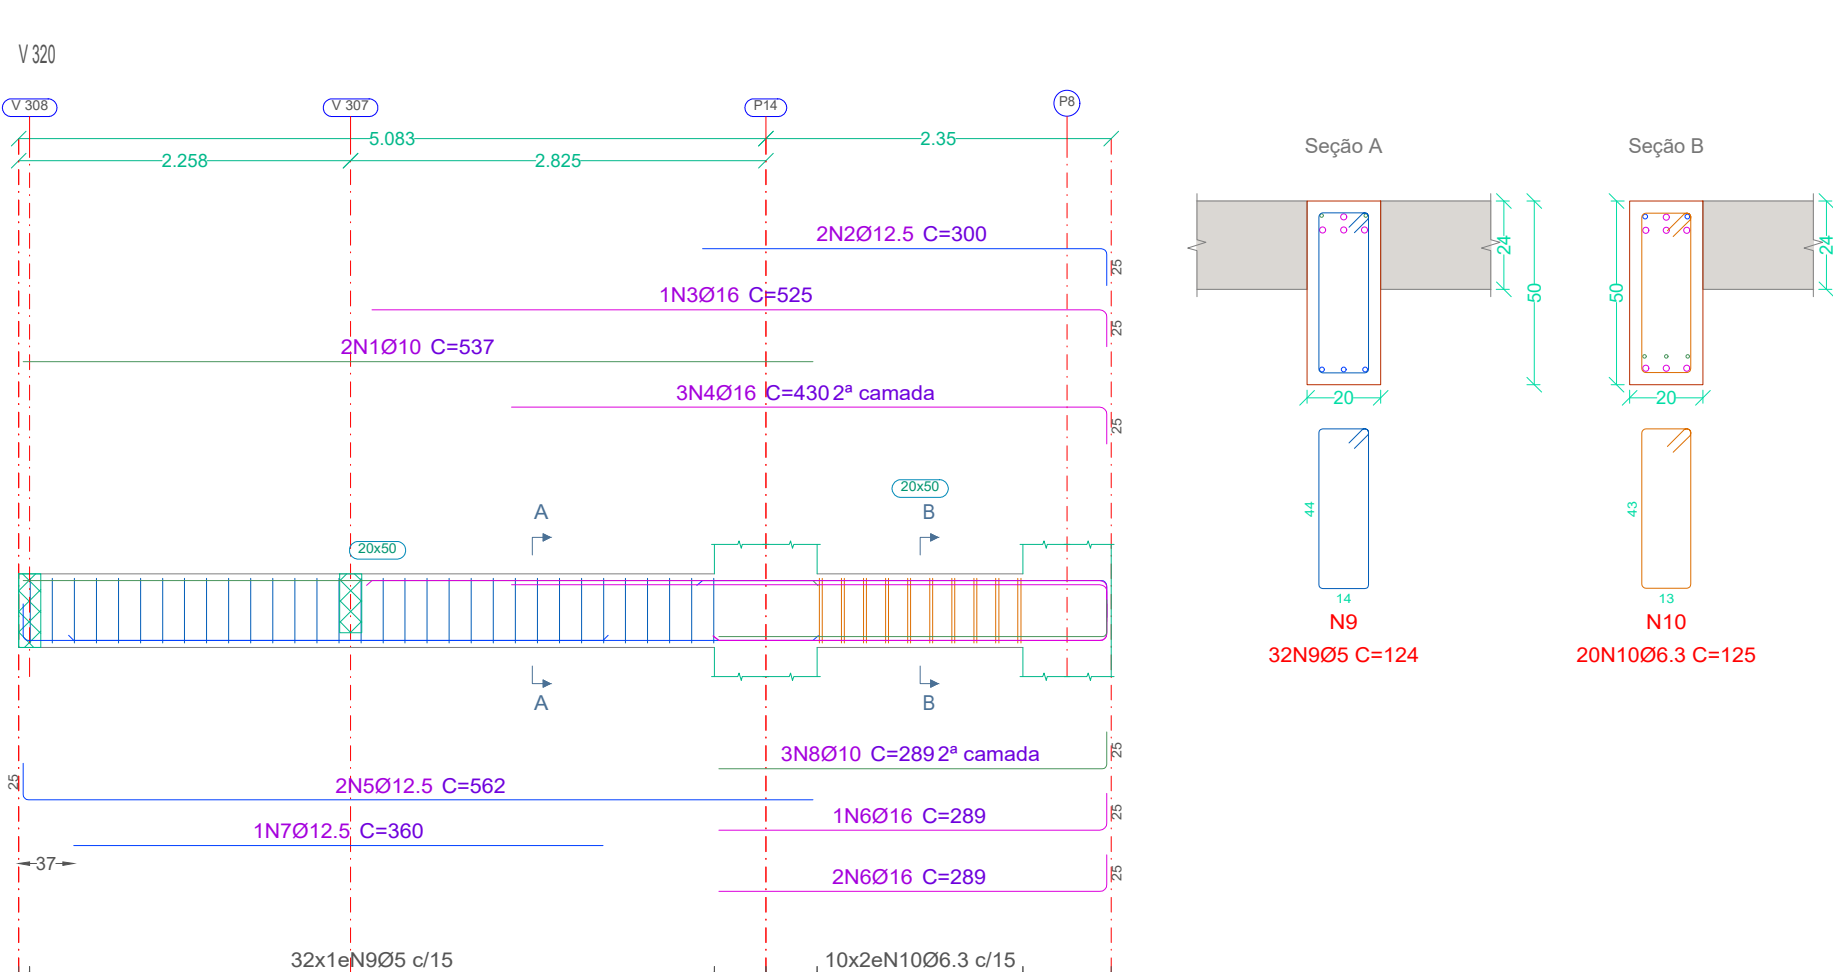 V 320
V 308
V 307
P14
P8
5.083
2.35
2.258
2.825
2N2Ø12.5 C=300
25
1N3Ø16 C=525
25
2N1Ø10 C=537
3N4Ø16 C=430 2ª camada
25
20x50
A
B
20x50
A
B
3N8Ø10 C=289 2ª camada
25
25
2N5Ø12.5 C=562
1N6Ø16 C=289
25
1N7Ø12.5 C=360
37
2N6Ø16 C=289
25
32x1eN9Ø5 c/15
10x2eN10Ø6.3 c/15
Seção A
24
50
20
44
14
N9
32N9Ø5 C=124
Seção B
24
50
20
43
13
N10
20N10Ø6.3 C=125